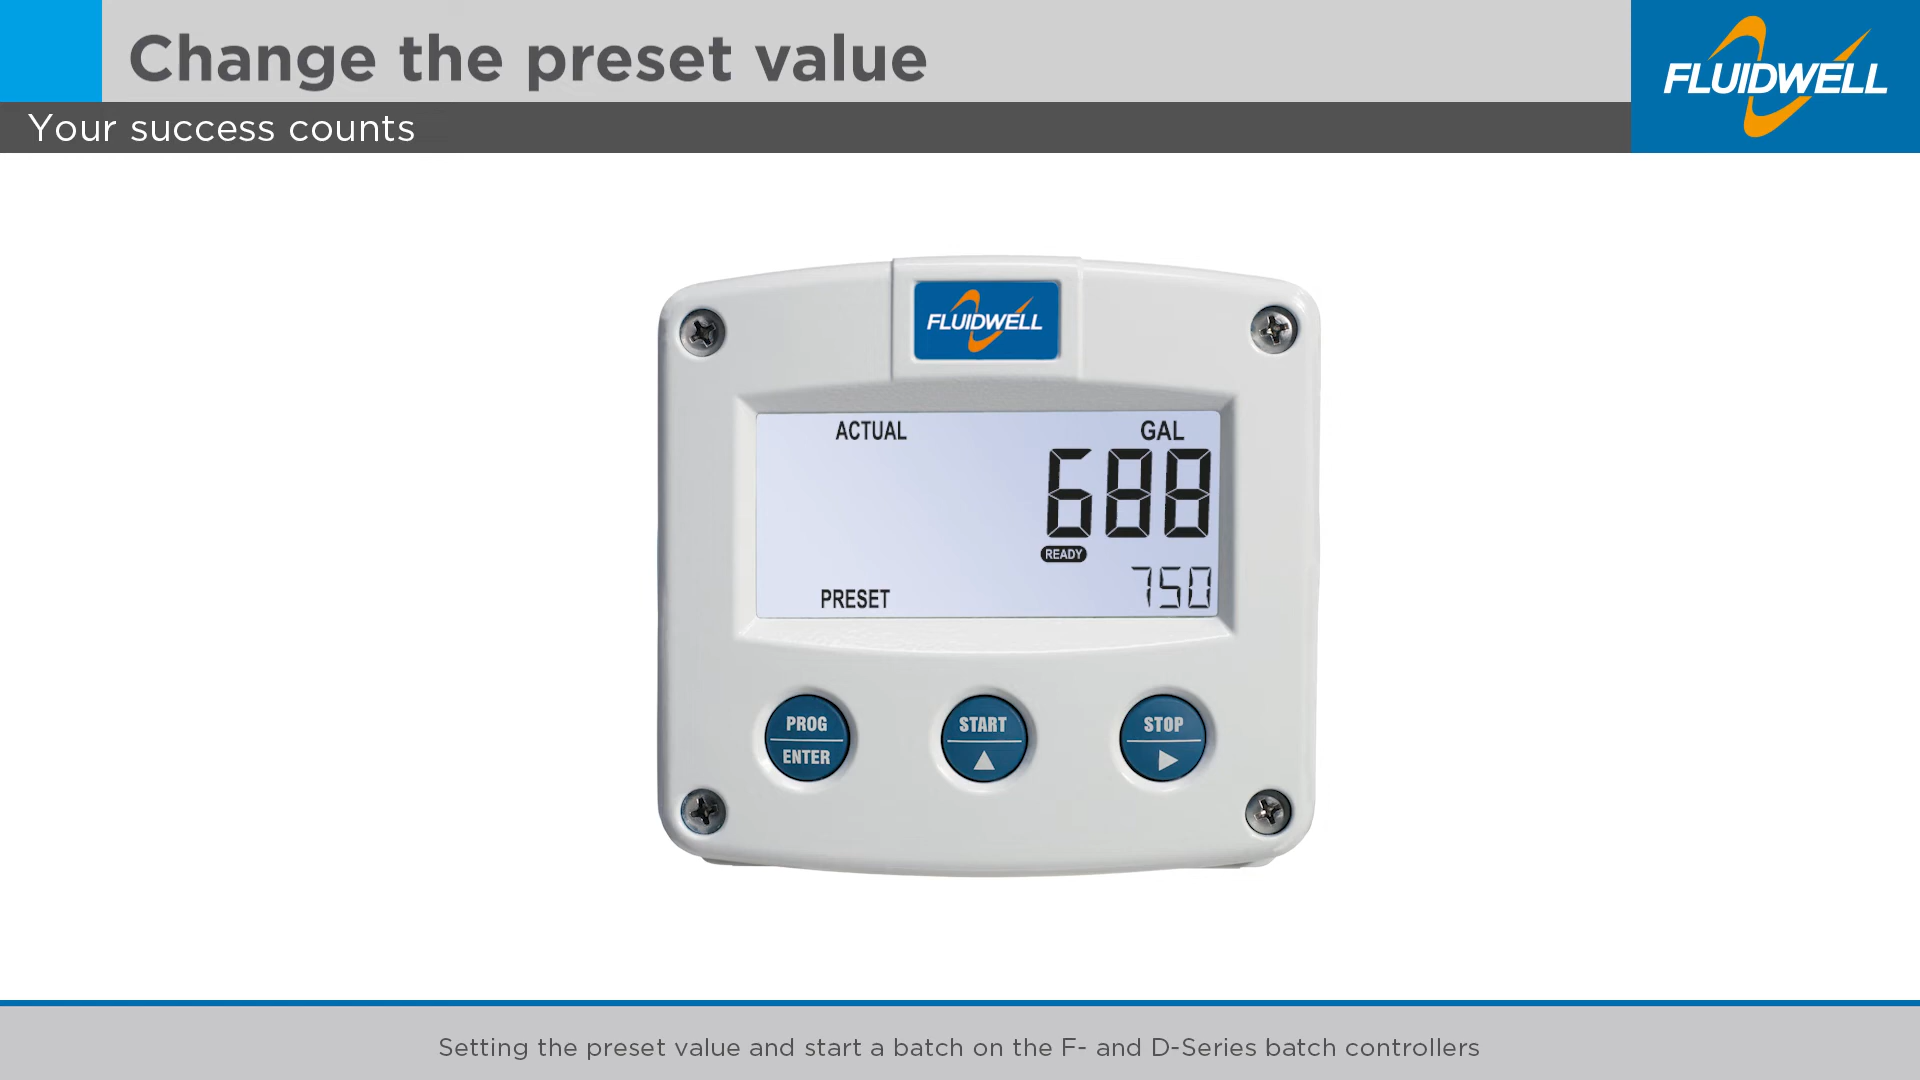 Change the preset value
FLUIDWELL
Your success counts
FLUIDWELL
ACTUAL GAL
688
READY
PRESET 750
PROG START STOP
ENTER
Setting the preset value and start a batch on the F- and D-Series batch controllers